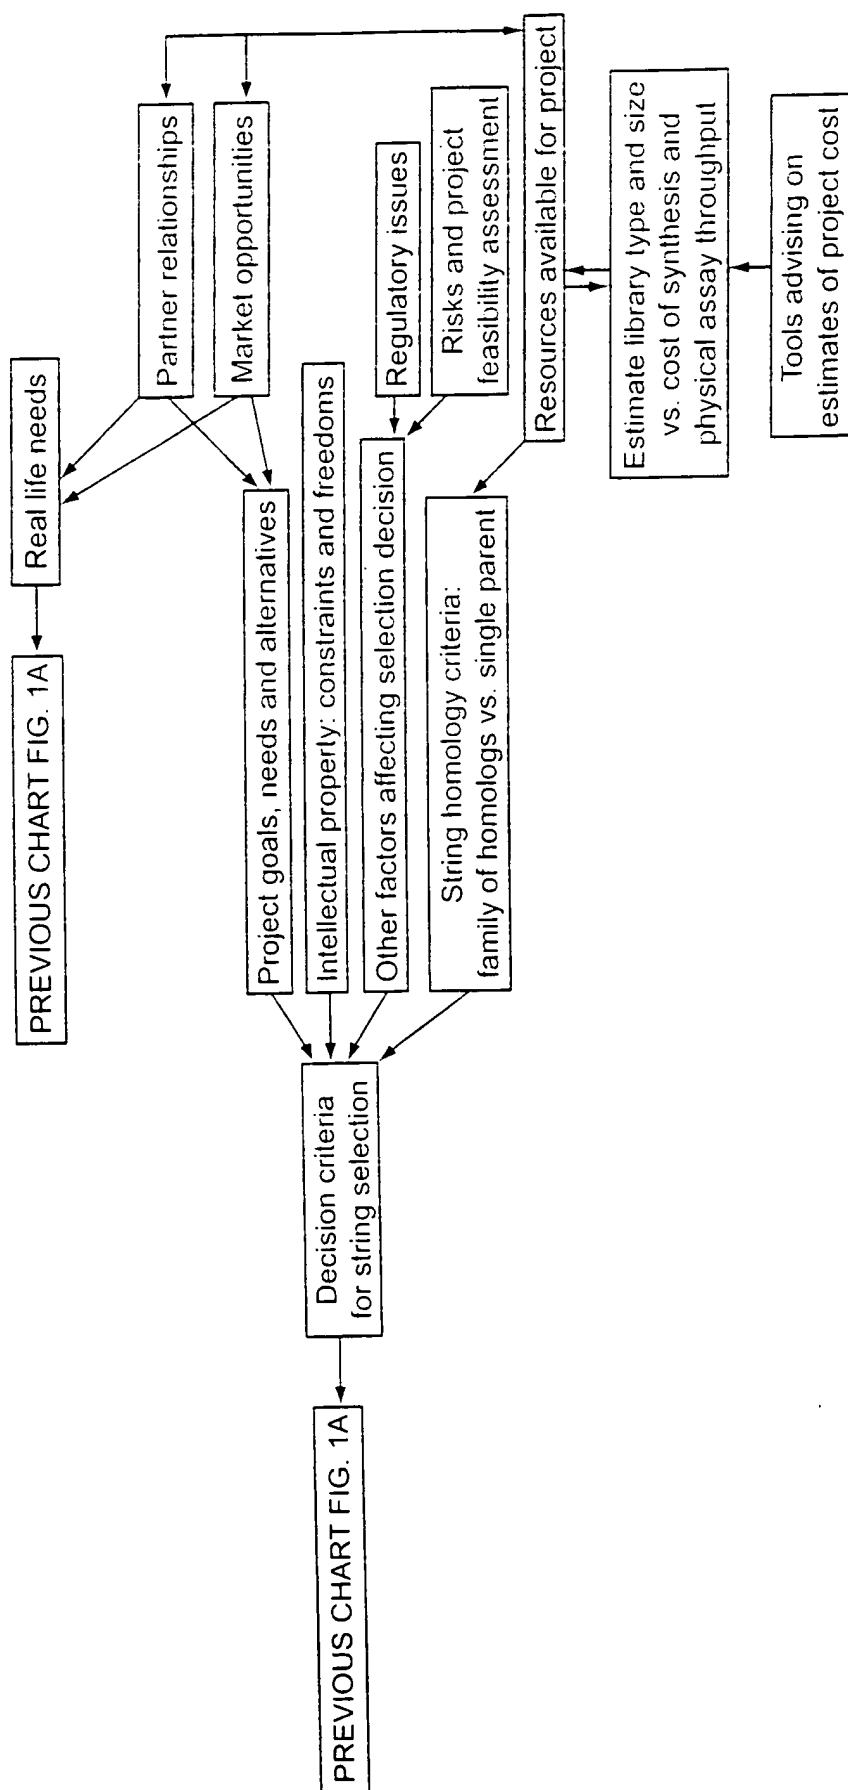 PREVIOUS CHART FIG. 1A
Real life needs
Partner relationships
Market opportunities
Project goals, needs and alternatives
Intellectual property: constraints and freedoms
Regulatory issues
Other factors affecting selection decision
Risks and project
feasibility assessment
String homology criteria:
family of homologs vs. single parent
Resources available for project
Decision criteria
for string selection
PREVIOUS CHART FIG. 1A
Estimate library type and size
vs. cost of synthesis and
physical assay throughput
Tools advising on
estimates of project cost